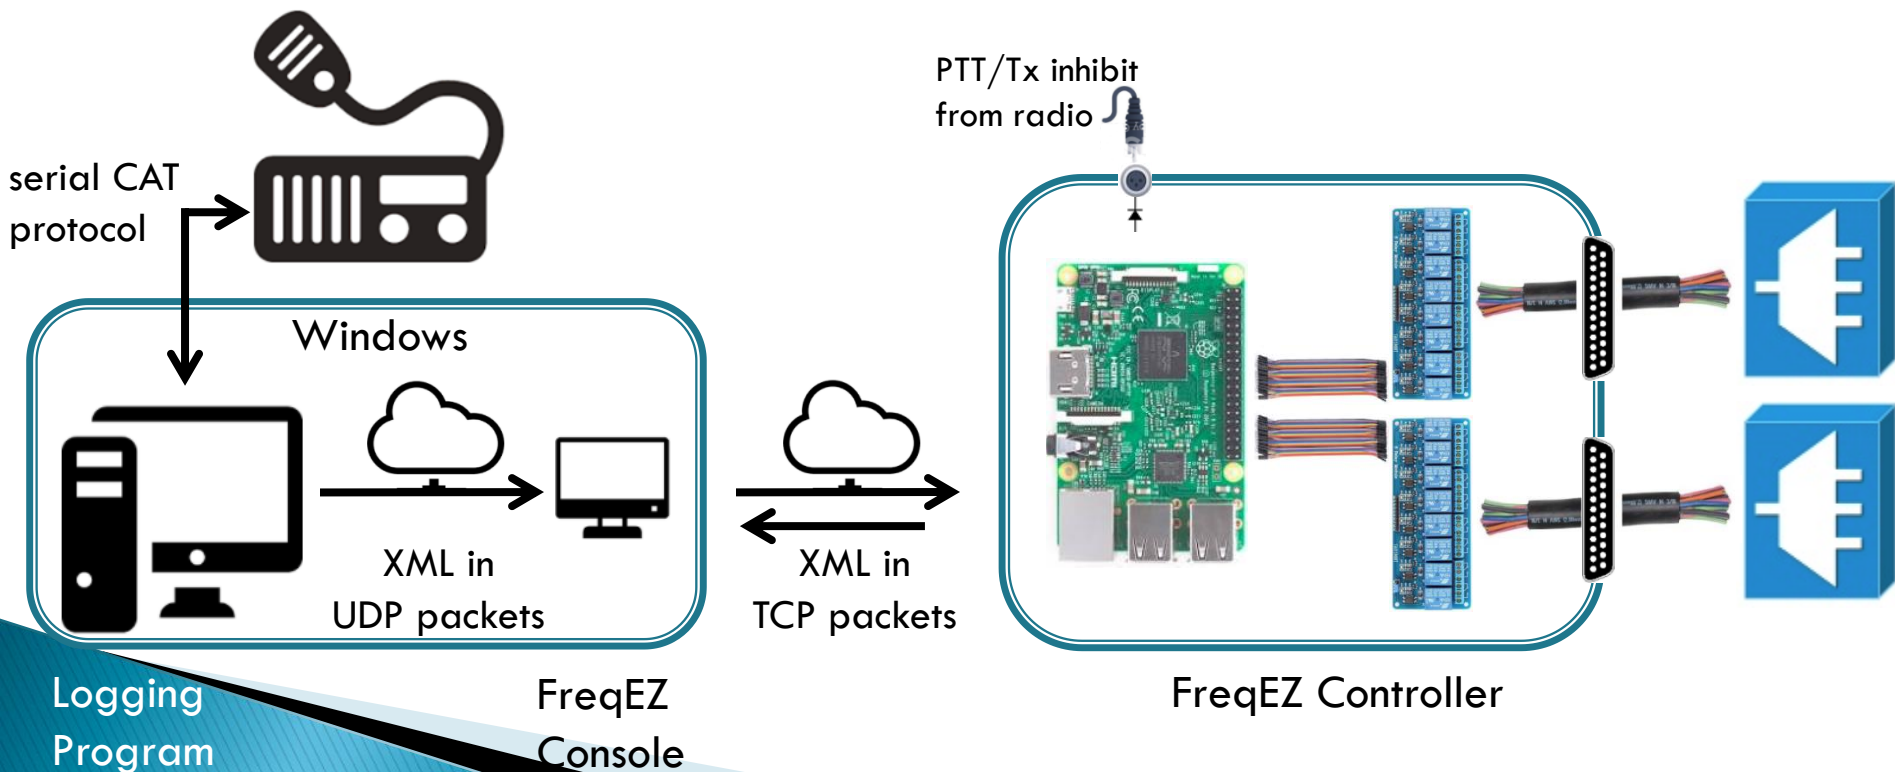 PTT/Tx inhibit
from radio
serial CAT
protocol
Windows
XML in
UDP packets
XML in
TCP packets
Logging
Program
FreqEZ
Console
FreqEZ Controller